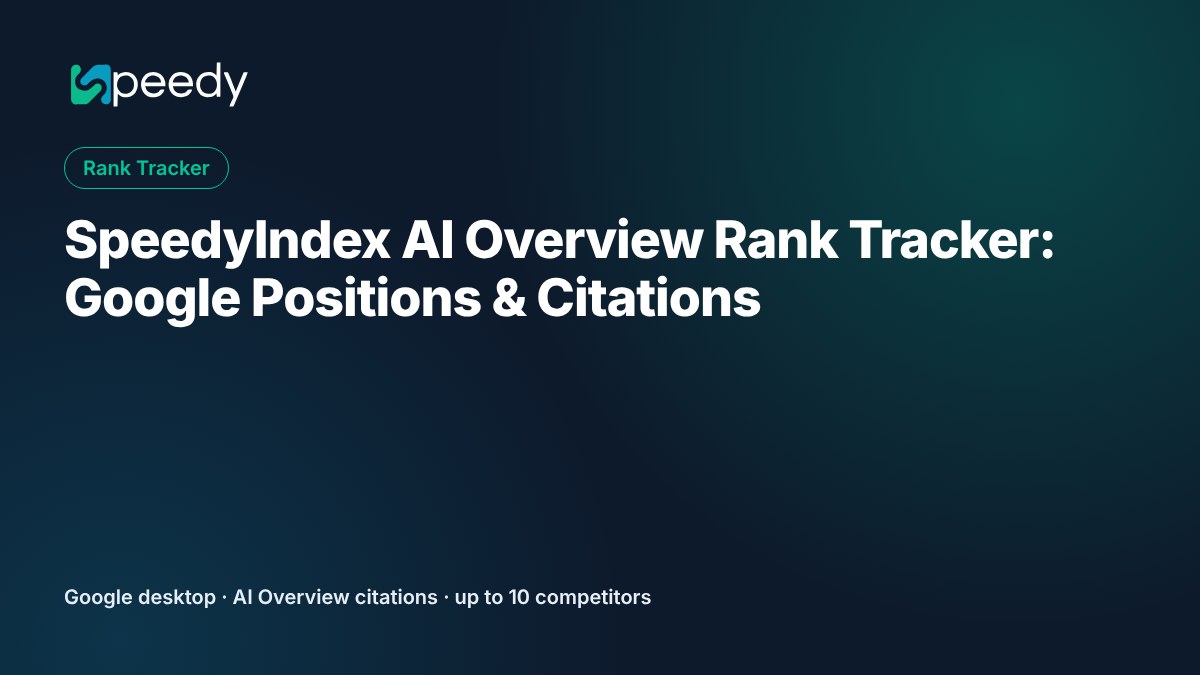 Speedy
Rank Tracker
SpeedyIndex AI Overview Rank Tracker:
Google Positions & Citations
Google desktop · AI Overview citations · up to 10 competitors